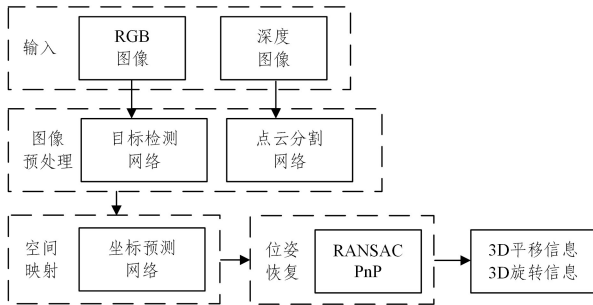 输入
RGB
图像
深度
图像
图像
预处理
目标检测
网络
点云分割
网络
空间
映射
坐标预测
网络
位姿
恢复
RANSAC
PnP
3D平移信息
3D旋转信息